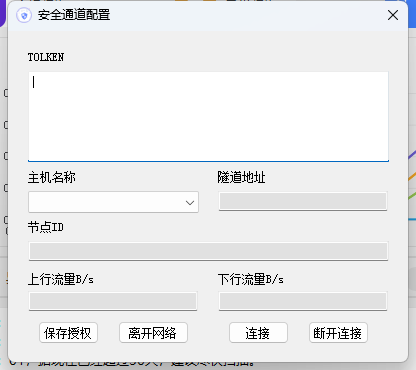 安全通道配置
TOLKEN
主机名称 隧道地址
节点ID
上行流量B/s 下行流量B/s
保存授权 离开网络 连接 断开连接